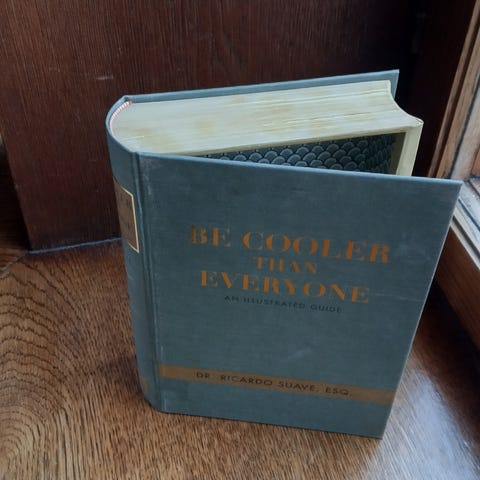 BE COOLER
THAN
EVERYONE
AN ILLUSTRATED GUIDE
DR. RICARDO SUAVE, ESQ.